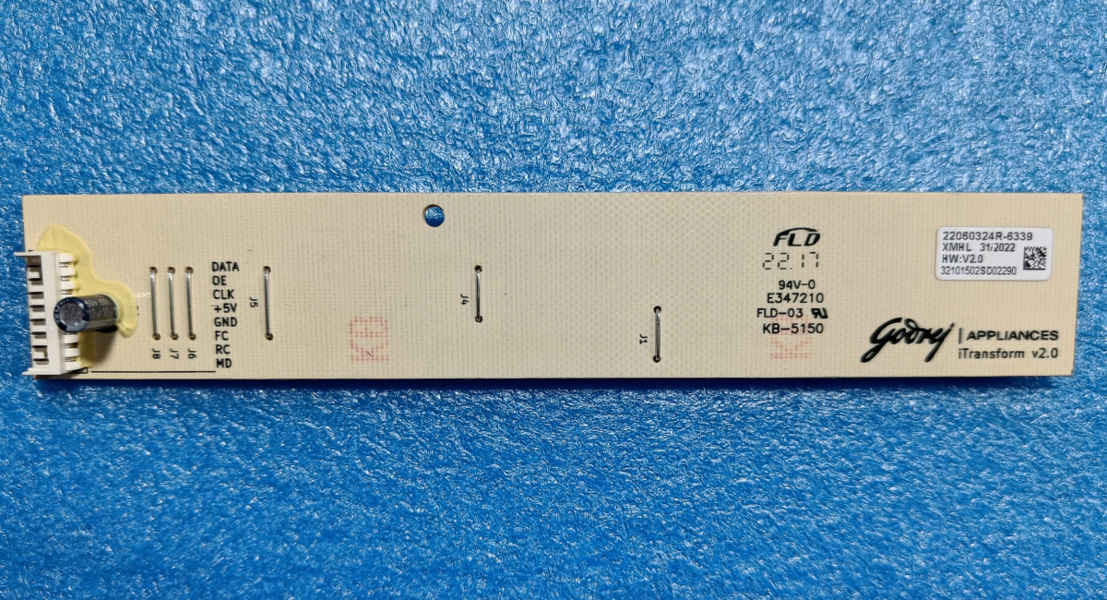 DATA
OE
CLK
+5V
GND
FC
RC
MD
J8
J7
J6
J5
J4
J1
KB
FLD
22.17
94V-0
E347210
FLD-03
KB-5150
22060324R-6339
XMHL 31/2022
HW:V2.0
32101502SD02290
Godrej | APPLIANCES
iTransform v2.0